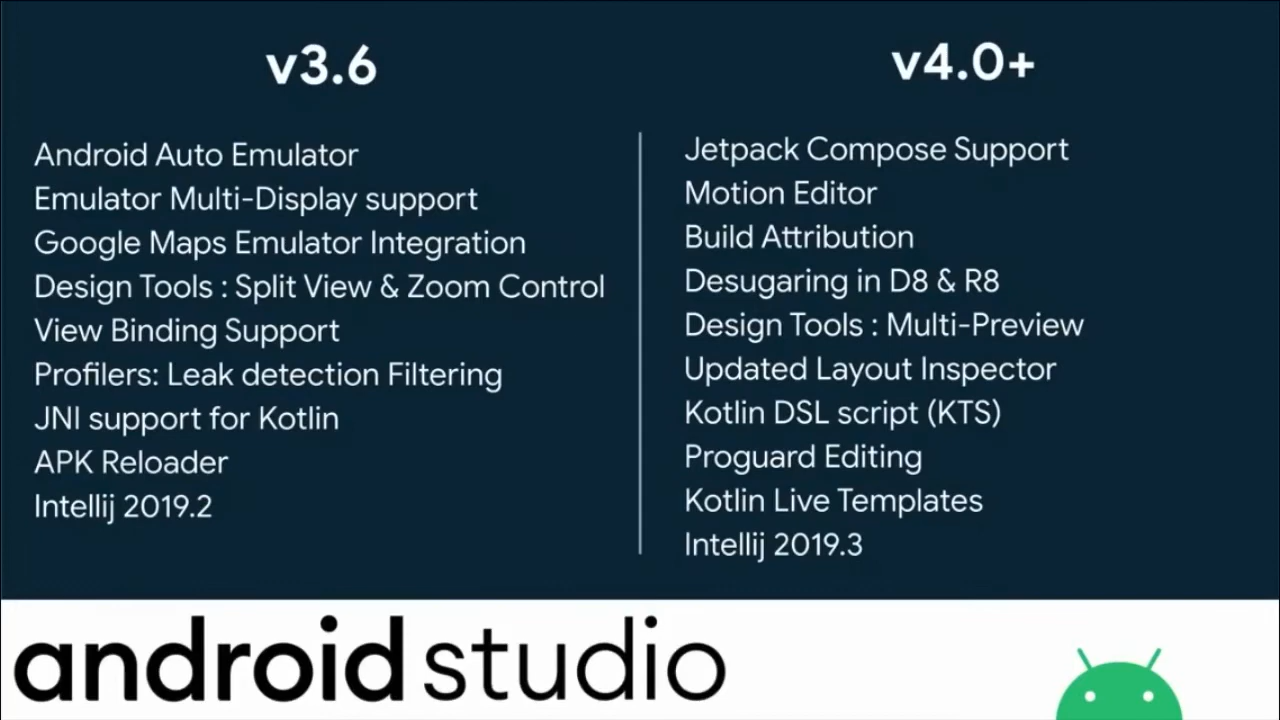 v3.6
Android Auto Emulator
Emulator Multi-Display support
Google Maps Emulator Integration
Design Tools : Split View & Zoom Control
View Binding Support
Profilers: Leak detection Filtering
JNI support for Kotlin
APK Reloader
Intellij 2019.2
v4.0+
Jetpack Compose Support
Motion Editor
Build Attribution
Desugaring in D8 & R8
Design Tools : Multi-Preview
Updated Layout Inspector
Kotlin DSL script (KTS)
Proguard Editing
Kotlin Live Templates
Intellij 2019.3
android studio